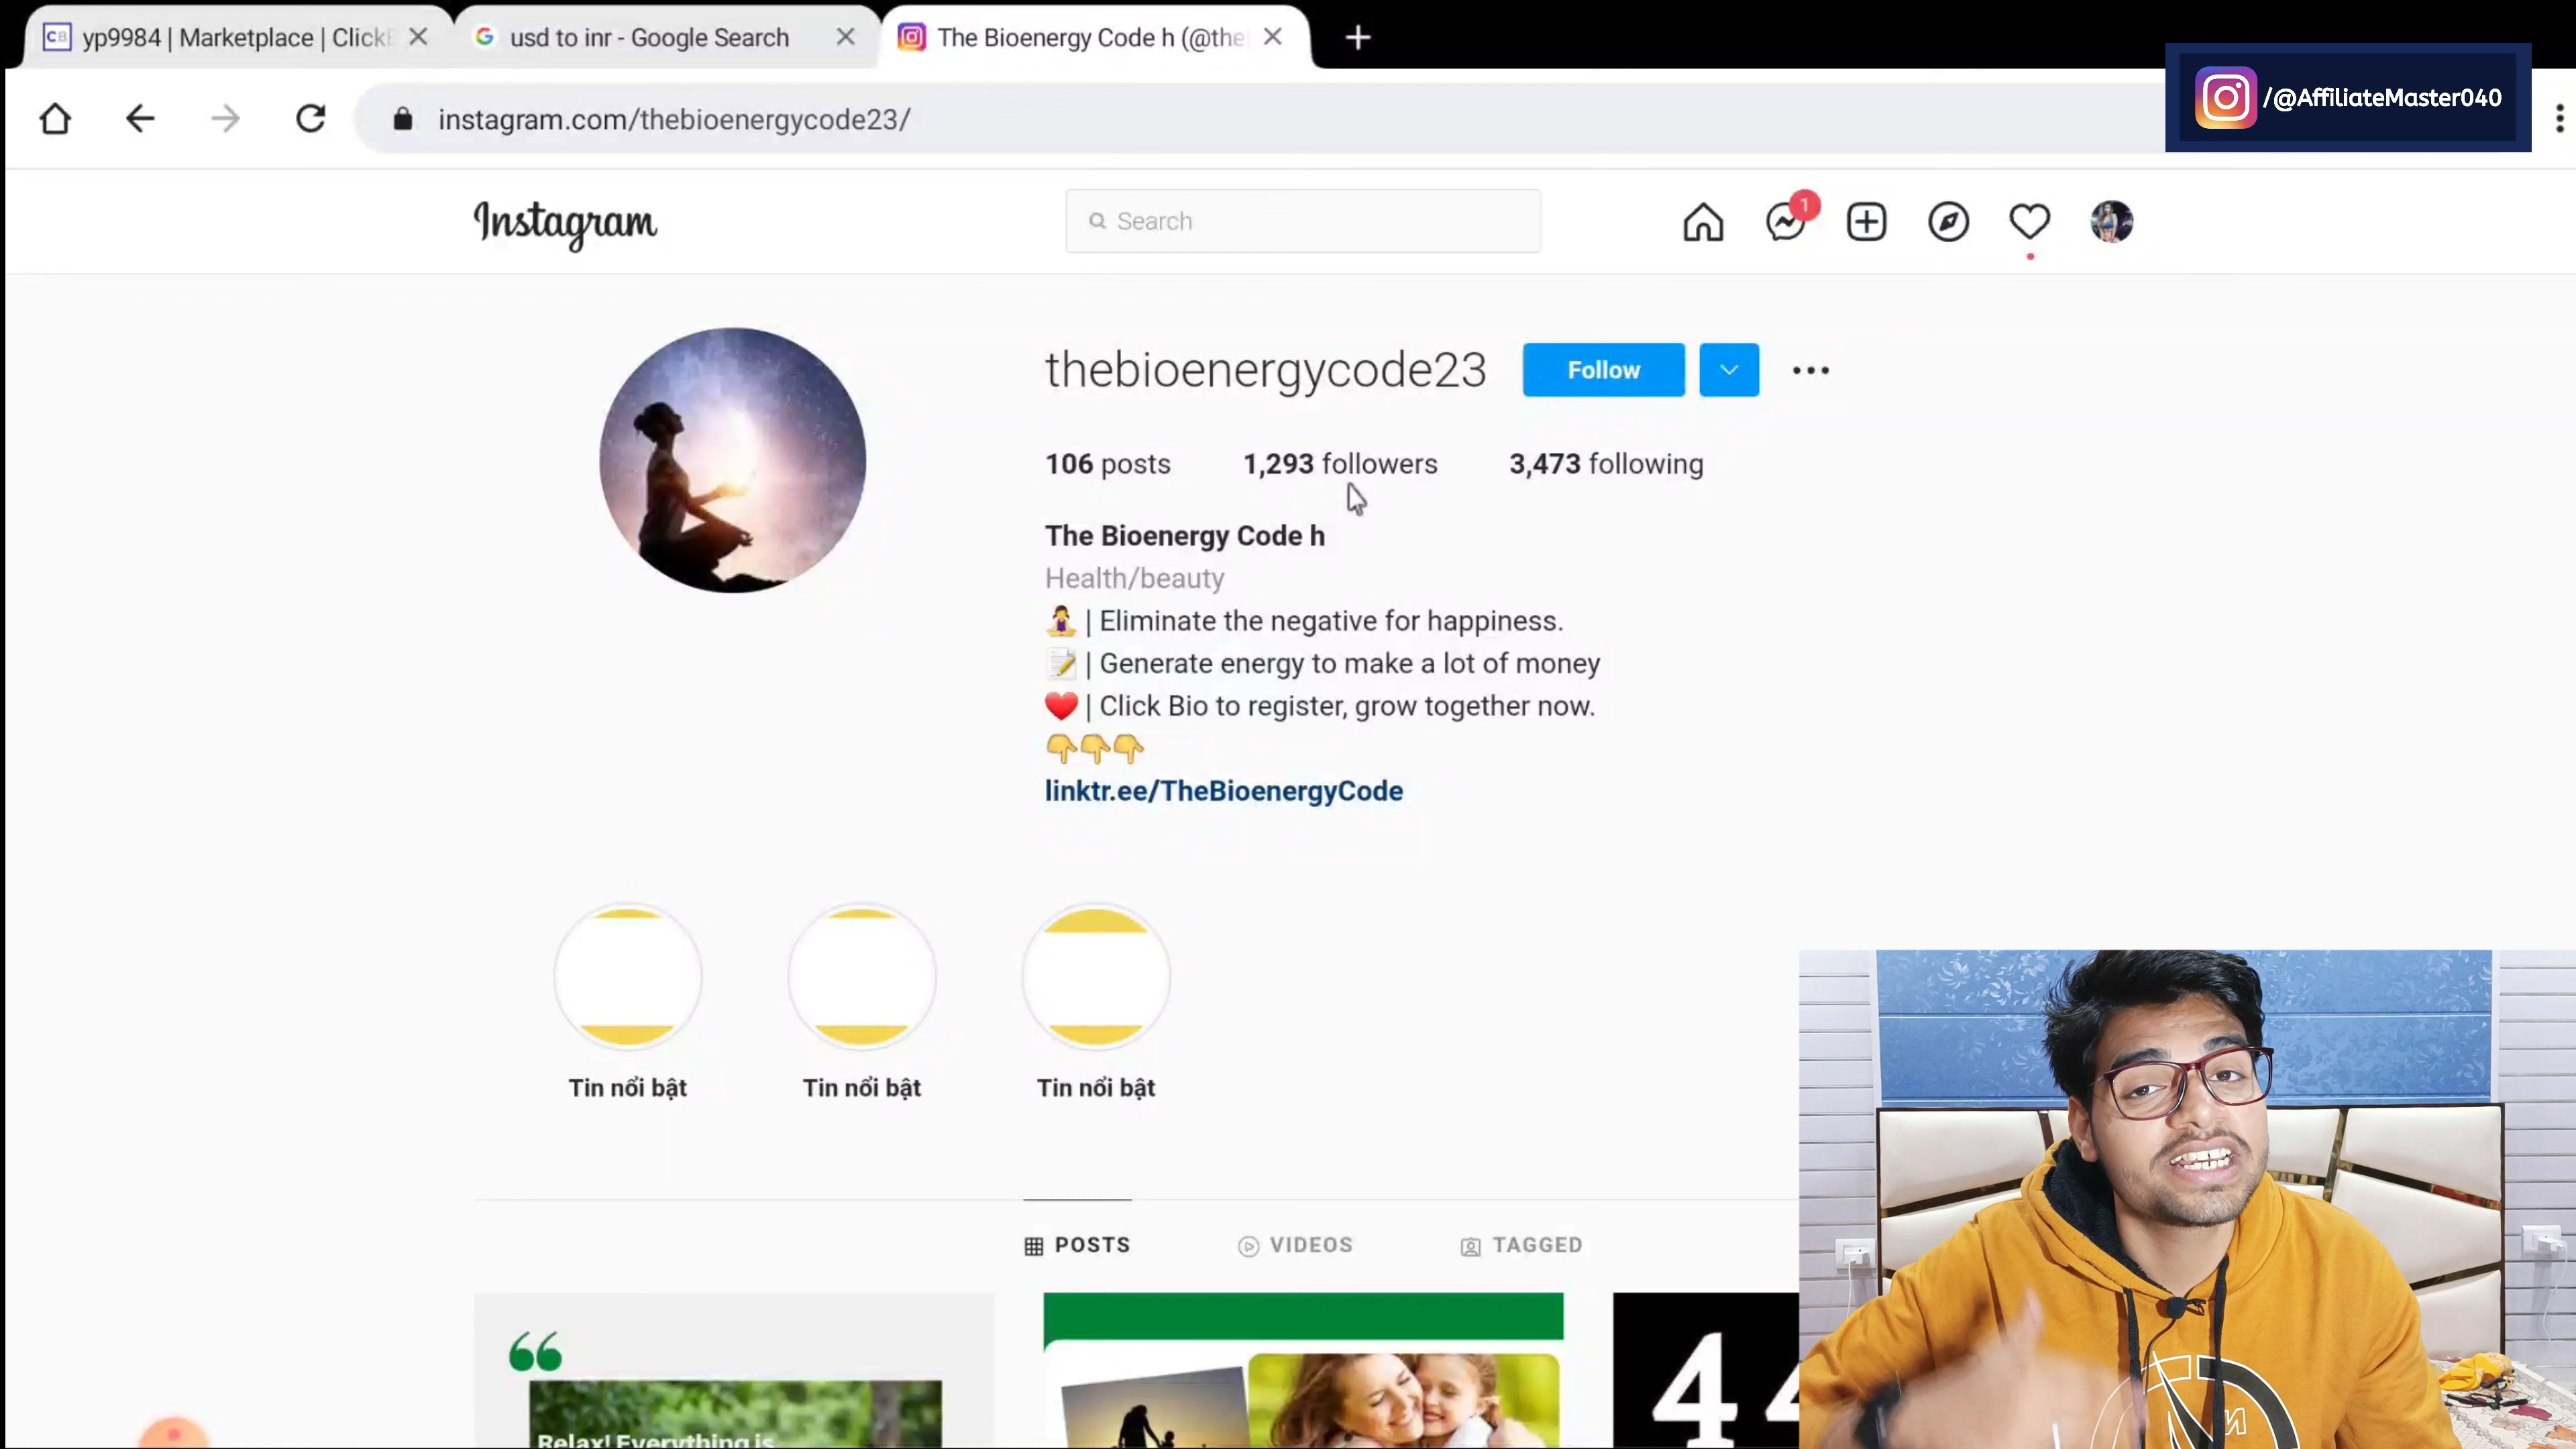 yp9984 | Marketplace | Click
usd to inr - Google Search
The Bioenergy Code h (@the
/@AffiliateMaster040
instagram.com/thebioenergycode23/
Instagram
Search
1
thebioenergycode23
Follow
106 posts
1,293 followers
3,473 following
The Bioenergy Code h
Health/beauty
| Eliminate the negative for happiness.
| Generate energy to make a lot of money
| Click Bio to register, grow together now.
linktr.ee/TheBioenergyCode
Tin nổi bật
Tin nổi bật
Tin nổi bật
POSTS
VIDEOS
TAGGED
Relax! Everything is